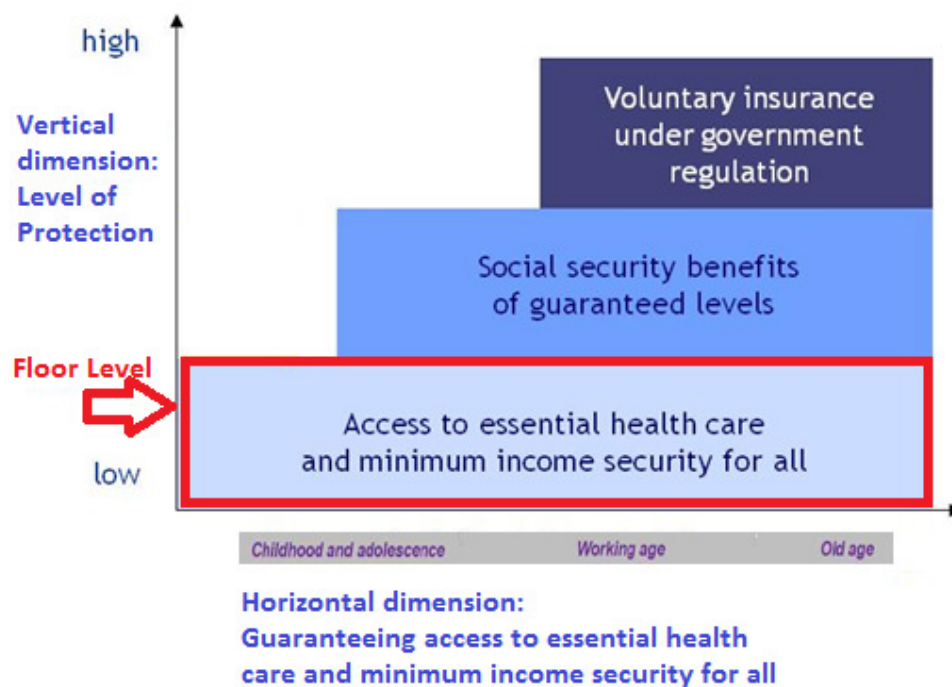 high
Vertical
dimension:
Level of
Protection
Voluntary insurance
under government
regulation
Social security benefits
of guaranteed levels
Floor Level
Access to essential health care
and minimum income security for all
low
Childhood and adolescence
Working age
Old age
Horizontal dimension:
Guaranteeing access to essential health
care and minimum income security for all